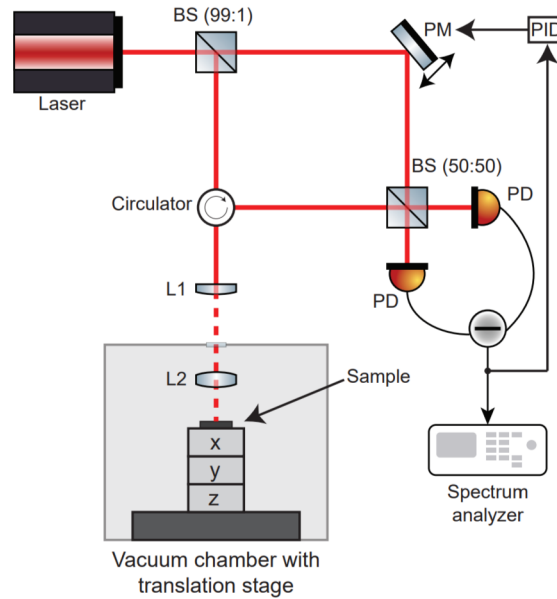 BS (99:1)
PM
PID
Laser
BS (50:50)
PD
Circulator
L1
PD
L2
Sample
x
y
z
Spectrum
analyzer
Vacuum chamber with
translation stage